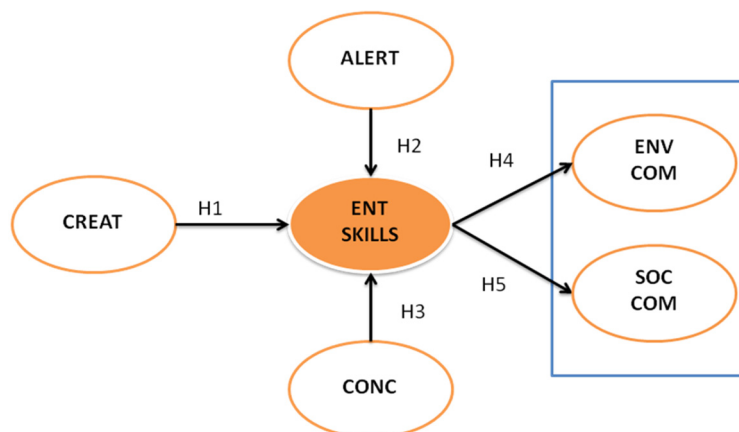 ALERT
H2
ENV
COM
H4
CREAT
H1
ENT
SKILLS
H5
SOC
COM
H3
CONC